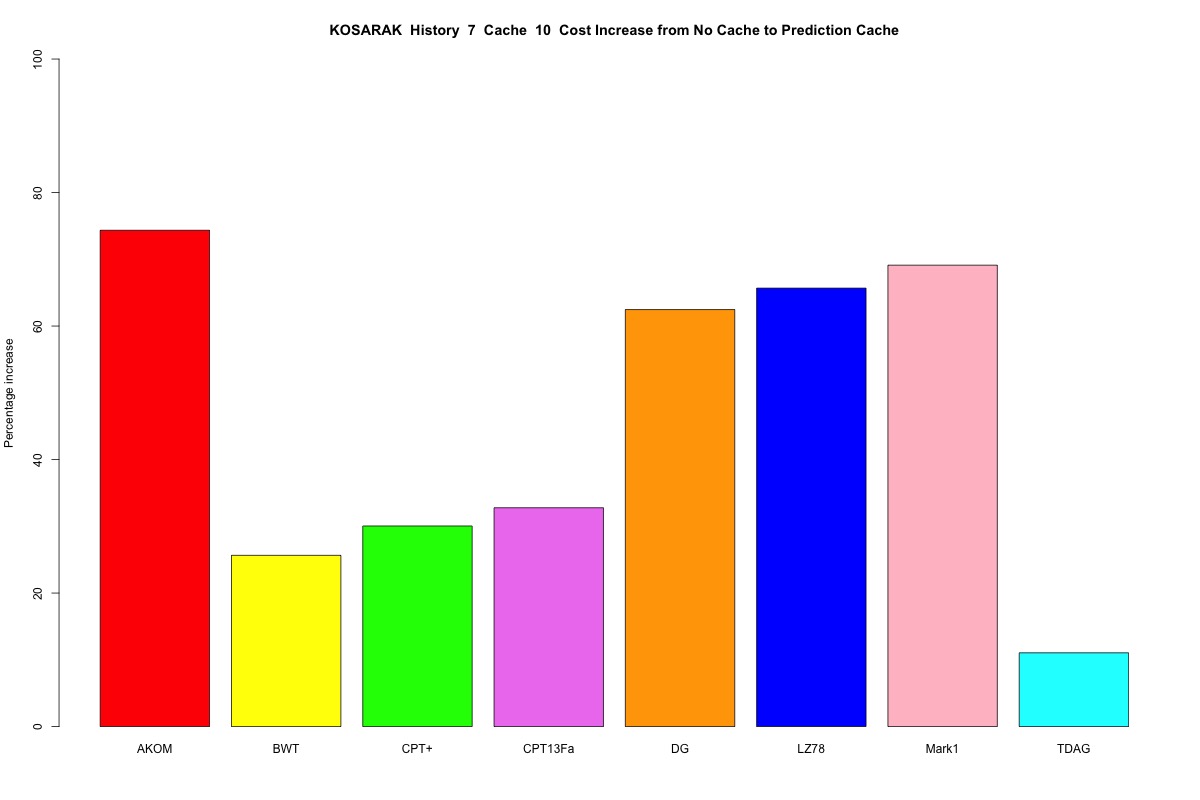 KOSARAK  History  7  Cache  10  Cost Increase from No Cache to Prediction Cache
Percentage increase
100
80
60
40
20
0
AKOM BWT CPT+ CPT13Fa DG LZ78 Mark1 TDAG